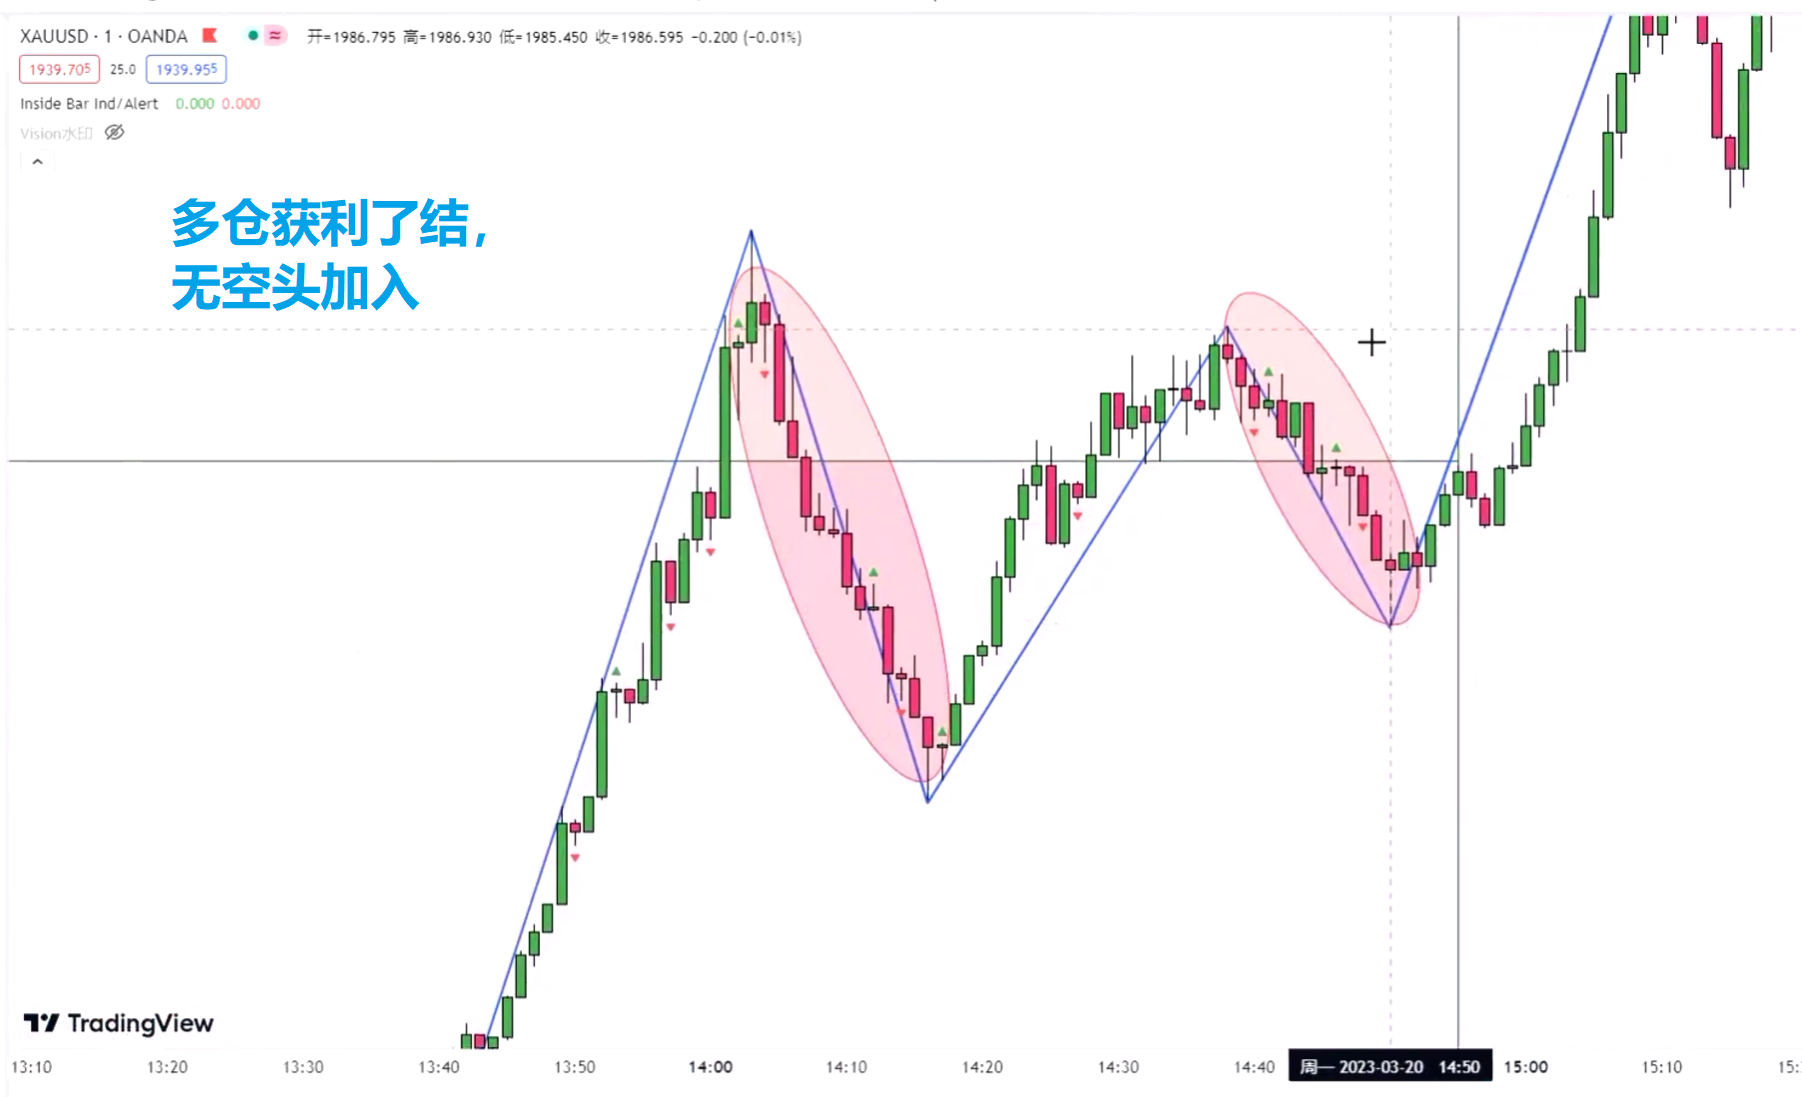 XAUUSD · 1 · OANDA 开=1986.795 高=1986.930 低=1985.450 收=1986.595 −0.200 (−0.01%)
1939.705 25.0 1939.955
Inside Bar Ind/Alert 0.000 0.000
Vision水印
多仓获利了结，
无空头加入
TradingView
13:10 13:20 13:30 13:40 13:50 14:00 14:10 14:20 14:30 14:40 周一 2023-03-20 14:50 15:00 15:10 15: